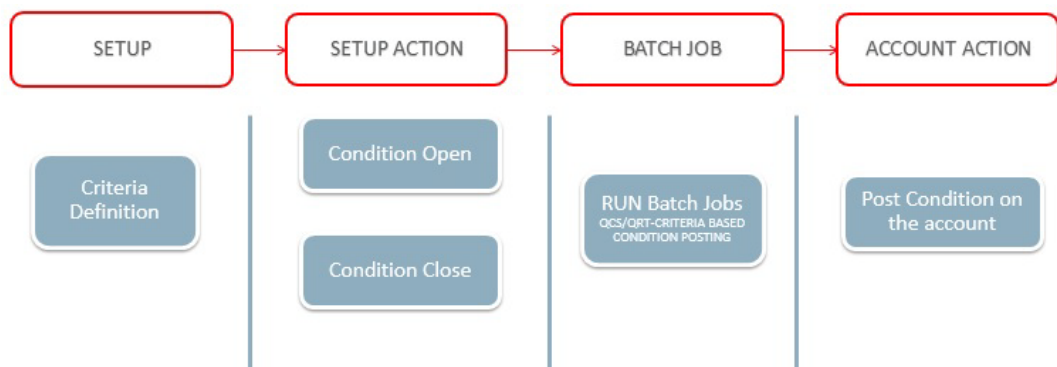 SETUP
SETUP ACTION
BATCH JOB
ACCOUNT ACTION
Criteria
Definition
Condition Open
Condition Close
RUN Batch Jobs
QCS/QRT-CRITERIA BASED
CONDITION POSTING
Post Condition on
the account